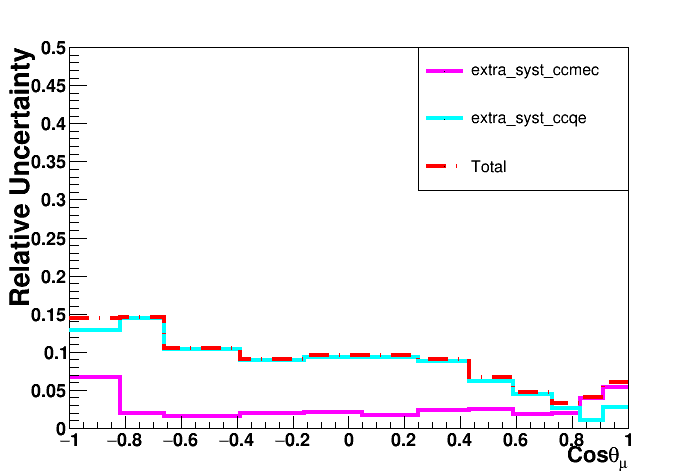 Relative Uncertainty
0.5
0.45
0.4
0.35
0.3
0.25
0.2
0.15
0.1
0.05
0
extra_syst_ccmec
extra_syst_ccqe
Total
−1 −0.8 −0.6 −0.4 −0.2 0 0.2 0.4 0.6 0.8 1
Cosθμ